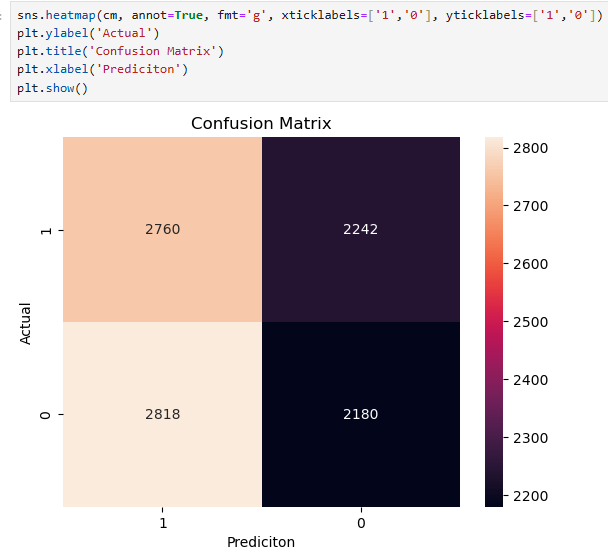 sns.heatmap(cm, annot=True, fmt='g', xticklabels=['1','0'], yticklabels=['1','0'])
plt.ylabel('Actual')
plt.title('Confusion Matrix')
plt.xlabel('Prediciton')
plt.show()
Confusion Matrix
2760 2242
2818 2180
1
0
Actual
1 0
Prediciton
2800
2700
2600
2500
2400
2300
2200